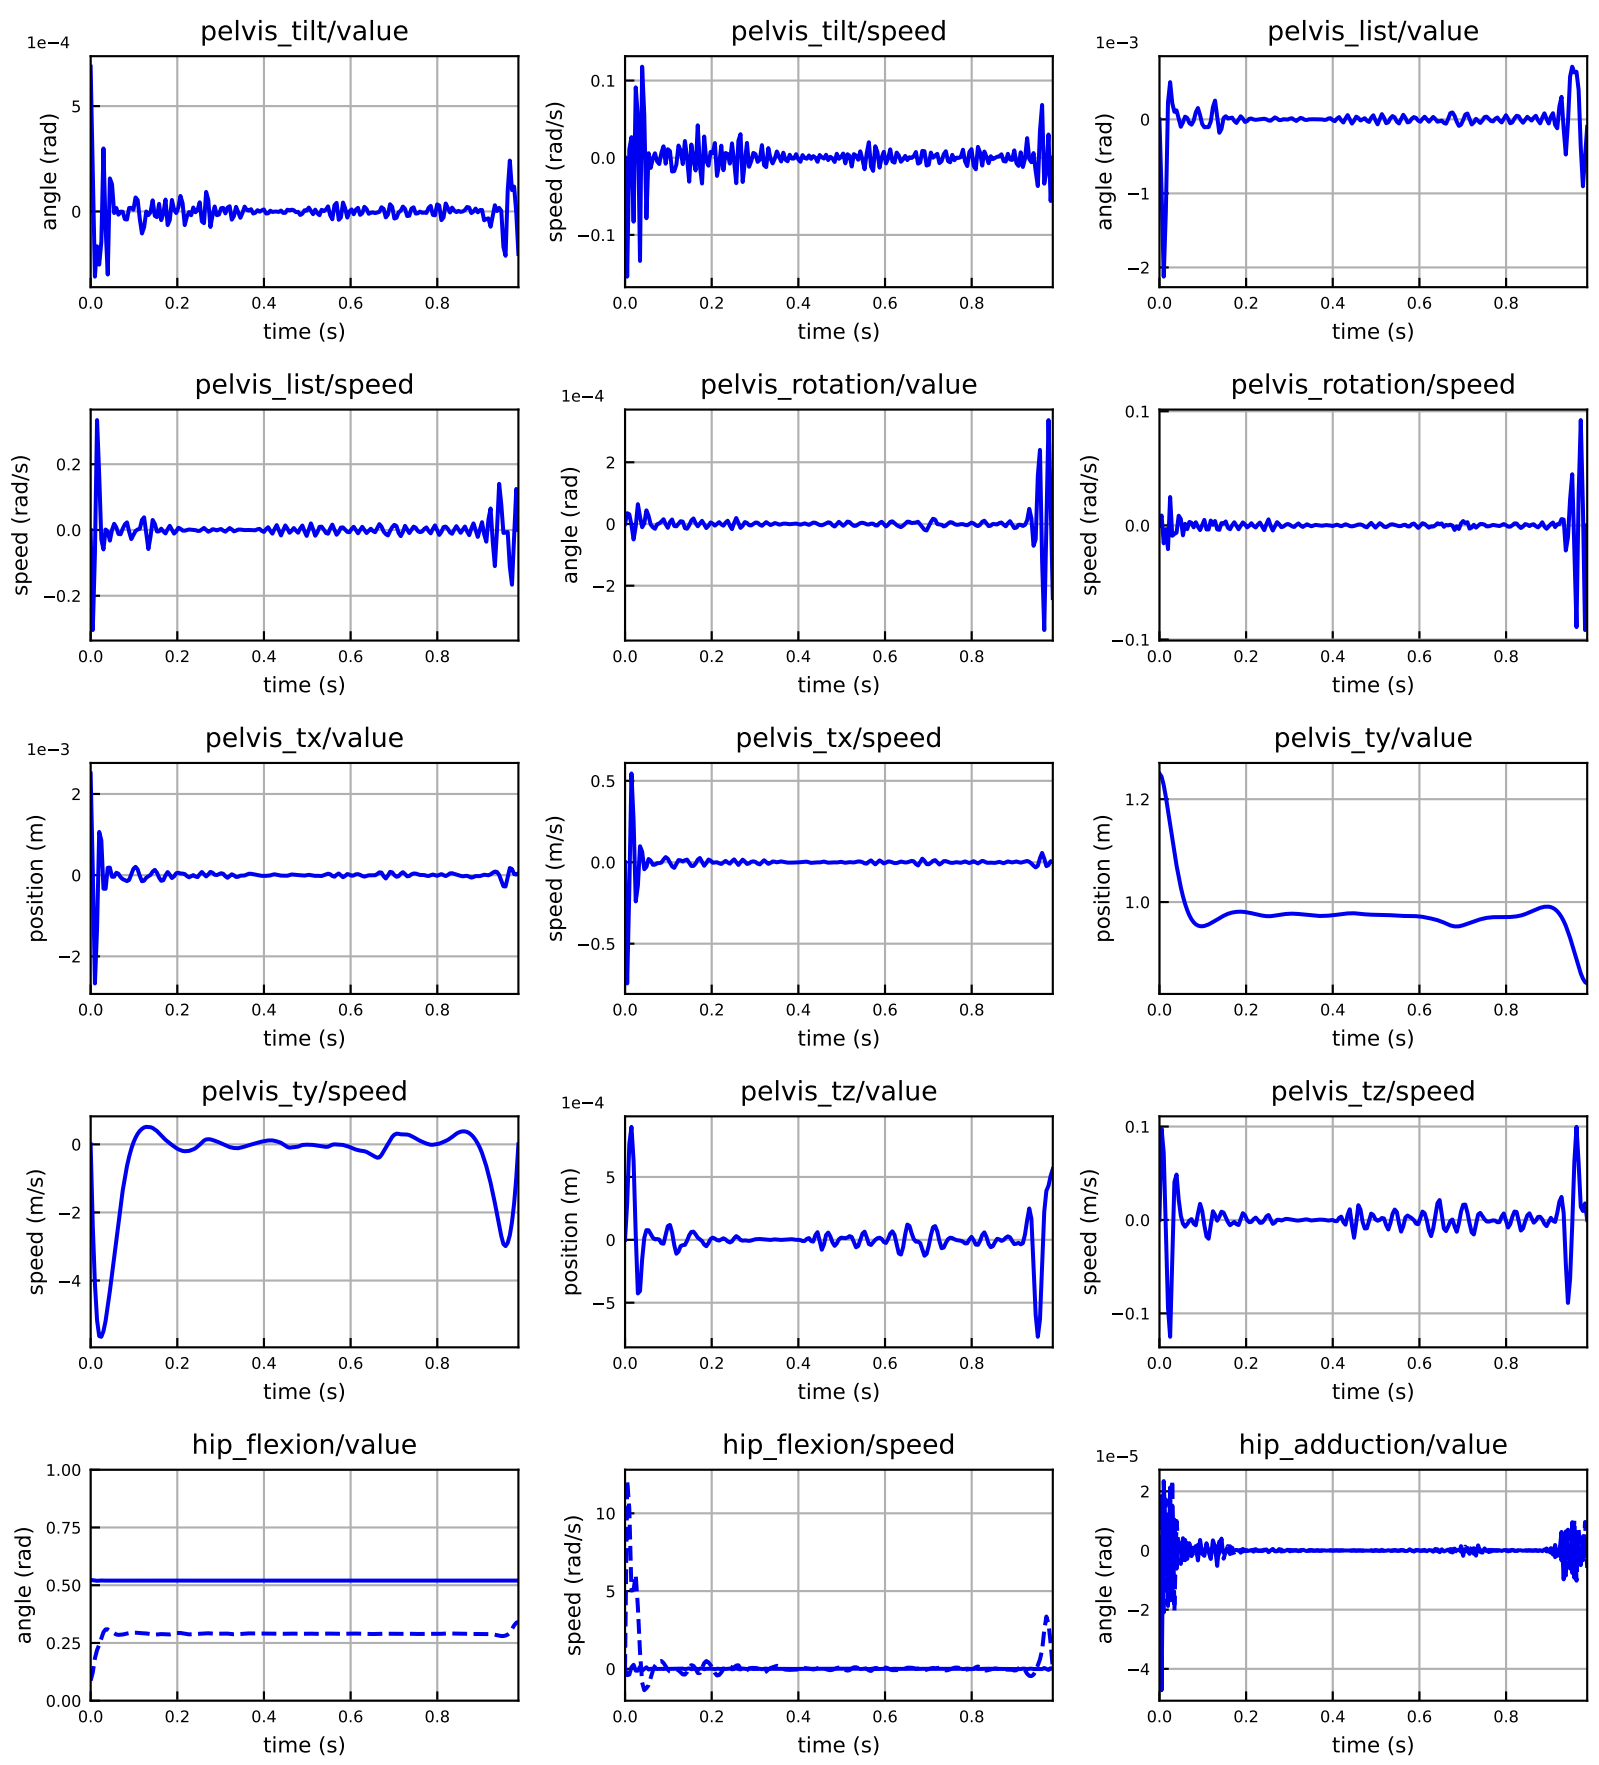 pelvis_tilt/value
pelvis_tilt/speed
pelvis_list/value
1e−4
1e−3
5
0
angle (rad)
0.0 0.2 0.4 0.6 0.8
time (s)
0.1
0.0
−0.1
speed (rad/s)
0.0 0.2 0.4 0.6 0.8
time (s)
0
−1
−2
angle (rad)
0.0 0.2 0.4 0.6 0.8
time (s)
pelvis_list/speed
pelvis_rotation/value
pelvis_rotation/speed
1e−4
0.2
0.0
−0.2
speed (rad/s)
0.0 0.2 0.4 0.6 0.8
time (s)
2
0
−2
angle (rad)
0.0 0.2 0.4 0.6 0.8
time (s)
0.1
0.0
−0.1
speed (rad/s)
0.0 0.2 0.4 0.6 0.8
time (s)
pelvis_tx/value
pelvis_tx/speed
pelvis_ty/value
1e−3
2
0
−2
position (m)
0.0 0.2 0.4 0.6 0.8
time (s)
0.5
0.0
−0.5
speed (m/s)
0.0 0.2 0.4 0.6 0.8
time (s)
1.2
1.0
position (m)
0.0 0.2 0.4 0.6 0.8
time (s)
pelvis_ty/speed
pelvis_tz/value
pelvis_tz/speed
1e−4
0
−2
−4
speed (m/s)
0.0 0.2 0.4 0.6 0.8
time (s)
5
0
−5
position (m)
0.0 0.2 0.4 0.6 0.8
time (s)
0.1
0.0
−0.1
speed (m/s)
0.0 0.2 0.4 0.6 0.8
time (s)
hip_flexion/value
hip_flexion/speed
hip_adduction/value
1e−5
1.00
0.75
0.50
0.25
0.00
angle (rad)
0.0 0.2 0.4 0.6 0.8
time (s)
10
5
0
speed (rad/s)
0.0 0.2 0.4 0.6 0.8
time (s)
2
0
−2
−4
angle (rad)
0.0 0.2 0.4 0.6 0.8
time (s)